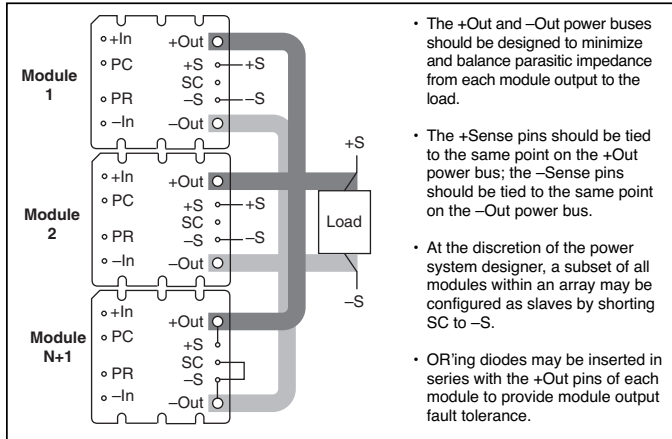 Module
1
+In
PC
PR
–In
+Out
+S
SC
–S
–Out
+S
–S
Module
2
+In
PC
PR
–In
+Out
+S
SC
–S
–Out
+S
–S
Module
N+1
+In
PC
PR
–In
+Out
+S
SC
–S
–Out
+S
Load
–S
• The +Out and –Out power buses
should be designed to minimize
and balance parasitic impedance
from each module output to the
load.
• The +Sense pins should be tied
to the same point on the +Out
power bus; the –Sense pins
should be tied to the same point
on the –Out power bus.
• At the discretion of the power
system designer, a subset of all
modules within an array may be
configured as slaves by shorting
SC to –S.
• OR'ing diodes may be inserted in
series with the +Out pins of each
module to provide module output
fault tolerance.